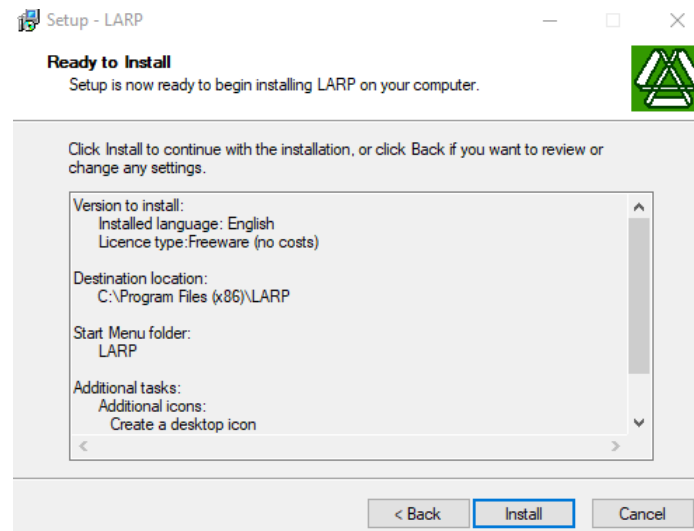 Setup - LARP
Ready to Install
Setup is now ready to begin installing LARP on your computer.
Click Install to continue with the installation, or click Back if you want to review or
change any settings.
Version to install:
Installed language: English
Licence type:Freeware (no costs)
Destination location:
C:\Program Files (x86)\LARP
Start Menu folder:
LARP
Additional tasks:
Additional icons:
Create a desktop icon
< Back
Install
Cancel